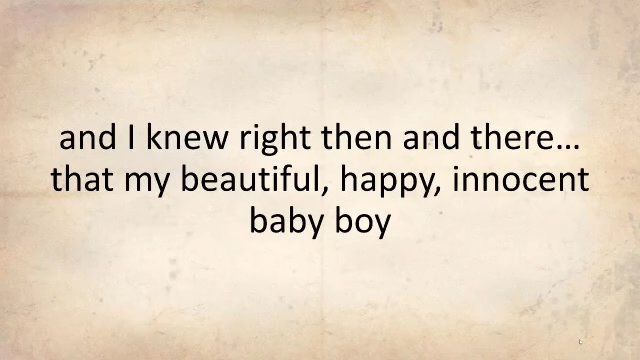 and I knew right then and there…
that my beautiful, happy, innocent
baby boy